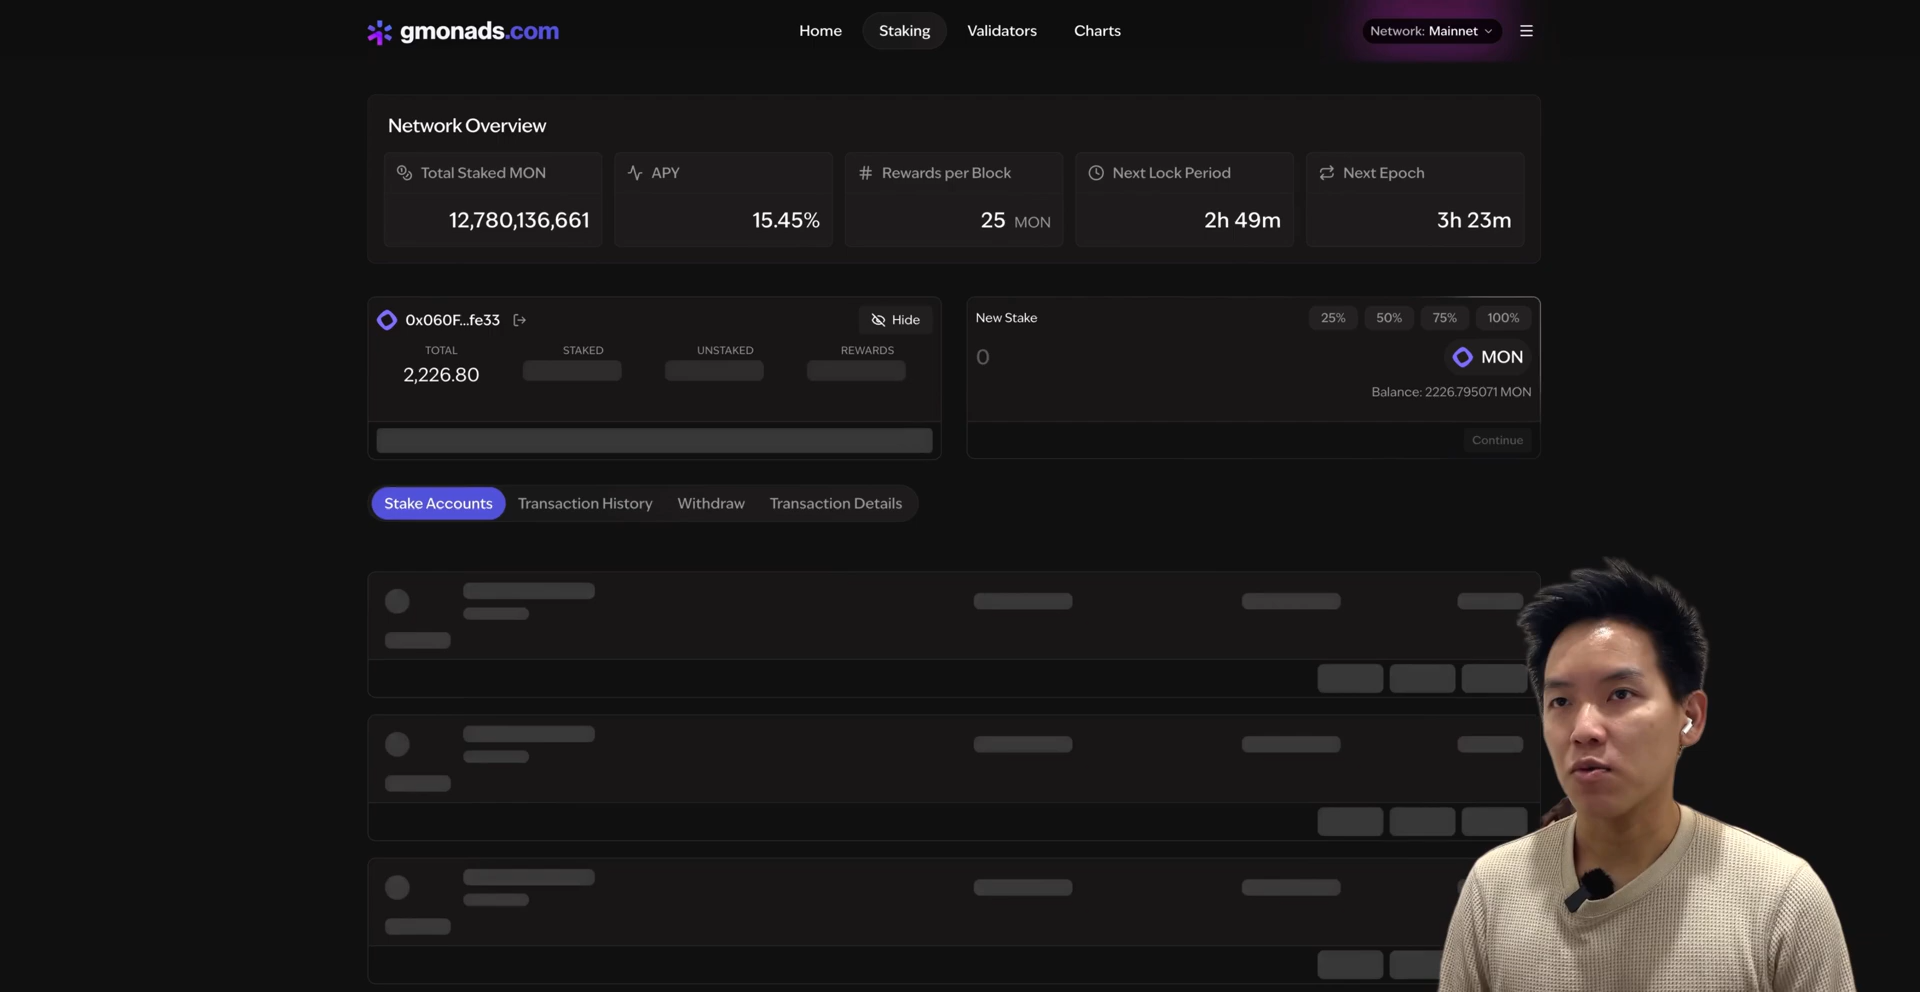 gmonads.com
Home
Staking
Validators
Charts
Network: Mainnet
Network Overview
Total Staked MON
12,780,136,661
APY
15.45%
Rewards per Block
25 MON
Next Lock Period
2h 49m
Next Epoch
3h 23m
0x060F...fe33
Hide
TOTAL
2,226.80
STAKED
UNSTAKED
REWARDS
New Stake
25%
50%
75%
100%
0
MON
Balance: 2226.795071 MON
Continue
Stake Accounts
Transaction History
Withdraw
Transaction Details